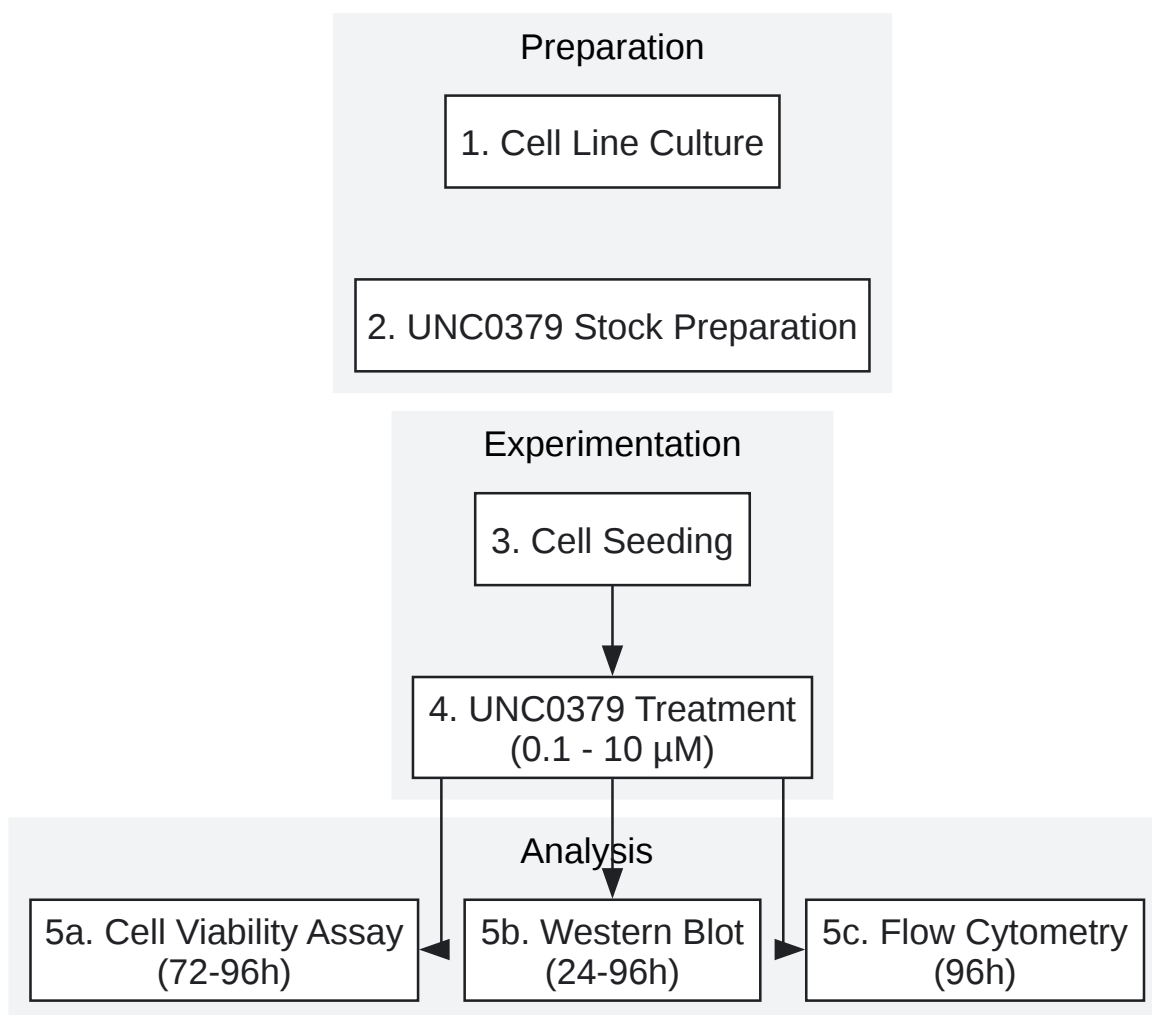 Preparation
1. Cell Line Culture
2. UNC0379 Stock Preparation
Experimentation
3. Cell Seeding
4. UNC0379 Treatment
(0.1 - 10 µM)
Analysis
5a. Cell Viability Assay
(72-96h)
5b. Western Blot
(24-96h)
5c. Flow Cytometry
(96h)